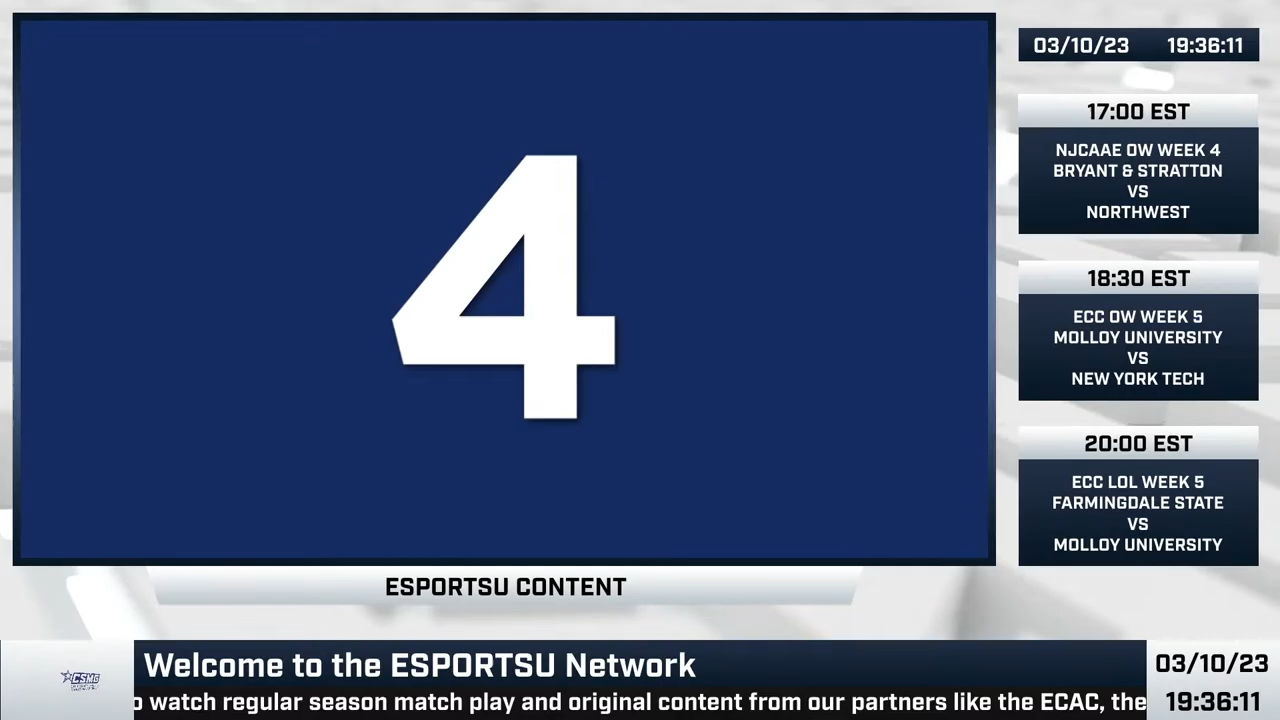 4
ESPORTSU CONTENT
03/10/23 19:36:11
17:00 EST
NJCAAE OW WEEK 4
BRYANT & STRATTON
VS
NORTHWEST
18:30 EST
ECC OW WEEK 5
MOLLOY UNIVERSITY
VS
NEW YORK TECH
20:00 EST
ECC LOL WEEK 5
FARMINGDALE STATE
VS
MOLLOY UNIVERSITY
CSMG
Welcome to the ESPORTSU Network
o watch regular season match play and original content from our partners like the ECAC, the
03/10/23
19:36:11